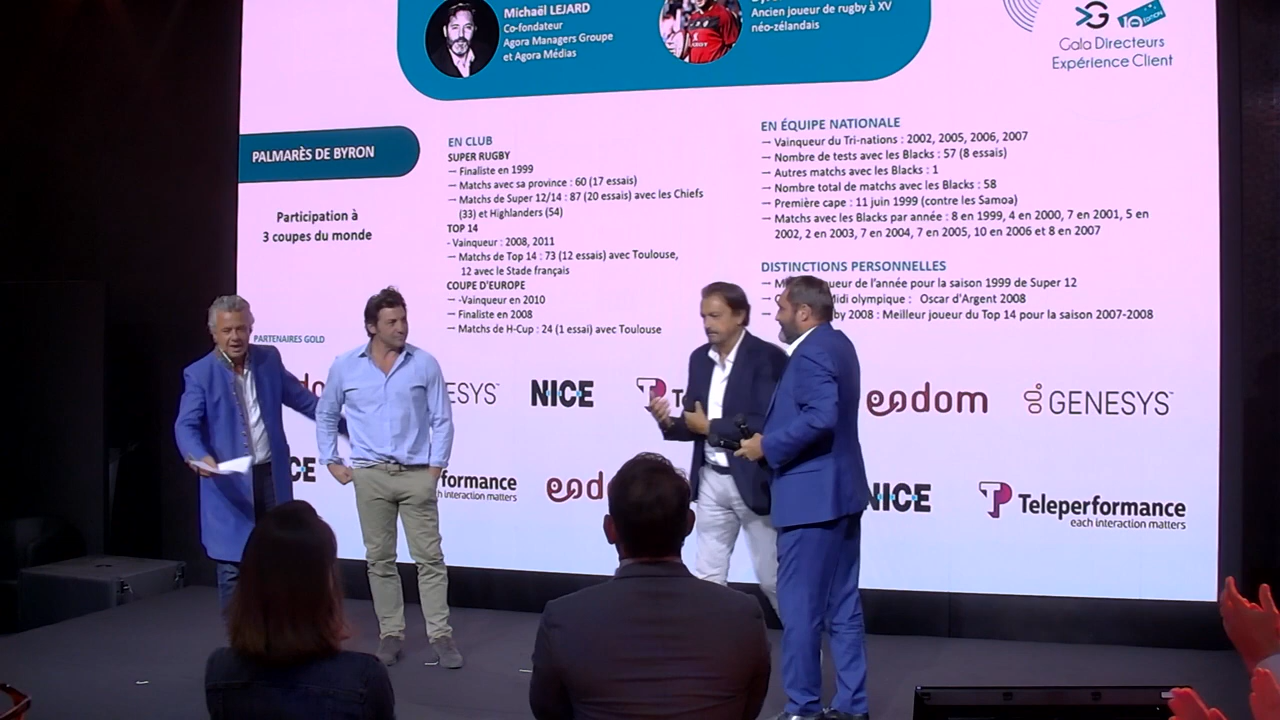 Michaël LEJARD
Co-fondateur
Agora Managers Groupe
et Agora Médias
Ancien joueur de rugby à XV
néo-zélandais
10 EDITION
Gala Directeurs
Expérience Client
PALMARÈS DE BYRON
Participation à
3 coupes du monde
EN CLUB
SUPER RUGBY
— Finaliste en 1999
— Matchs avec sa province : 60 (17 essais)
— Matchs de Super 12/14 : 87 (20 essais) avec les Chiefs
(33) et Highlanders (54)
TOP 14
- Vainqueur : 2008, 2011
— Matches de Top 14 : 73 (12 essais) avec Toulouse,
12 avec le Stade français
COUPE D'EUROPE
— -Vainqueur en 2010
— Finaliste en 2008
— Matchs de H-Cup : 24 (1 essai) avec Toulouse
EN ÉQUIPE NATIONALE
— Vainqueur du Tri-nations : 2002, 2005, 2006, 2007
— Nombre de tests avec les Blacks : 57 (8 essais)
— Autres matchs avec les Blacks : 1
— Nombre total de matchs avec les Blacks : 58
— Première cape : 11 juin 1999 (contre les Samoa)
— Matchs avec les Blacks par année : 8 en 1999, 4 en 2000, 7 en 2001, 5 en
2002, 2 en 2003, 7 en 2004, 7 en 2005, 10 en 2006 et 8 en 2007
DISTINCTIONS PERSONNELLES
de l'année pour la saison 1999 de Super 12
Midi olympique : Oscar d'Argent 2008
2008 : Meilleur joueur du Top 14 pour la saison 2007-2008
PARTENAIRES GOLD
NICE
eodom
GENESYS
NICE
Teleperformance
each interaction matters